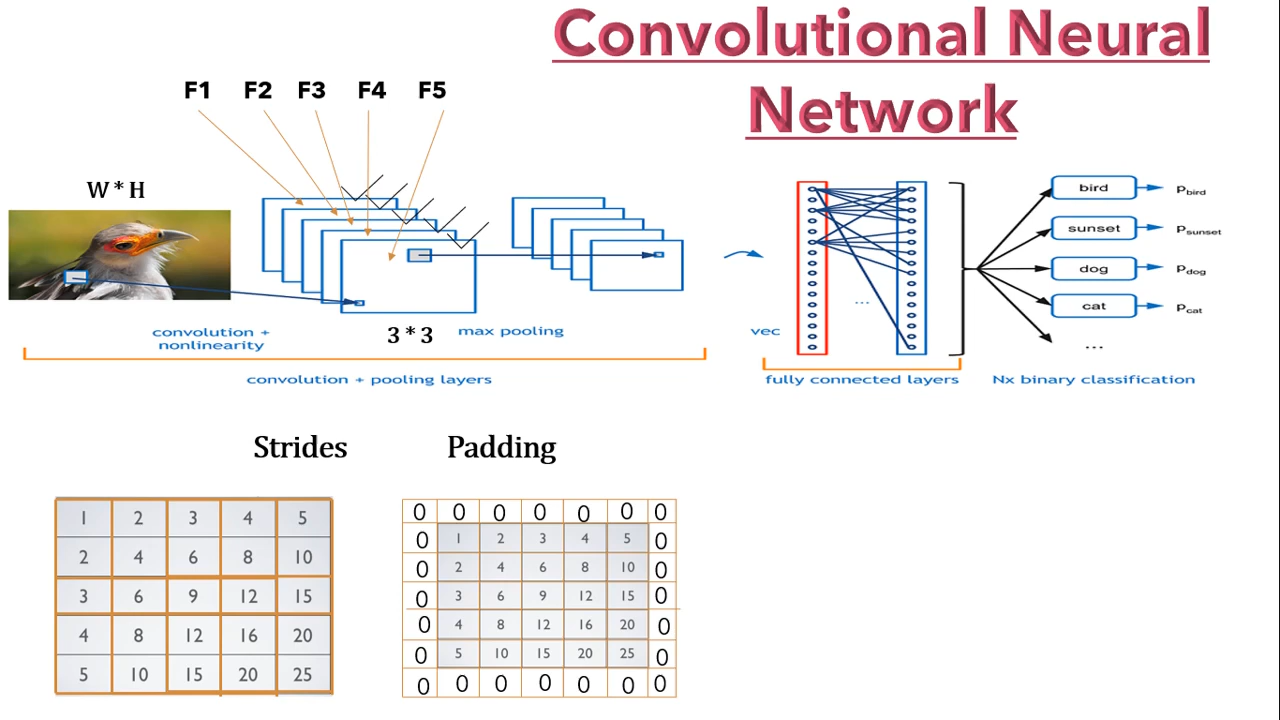 Convolutional Neural
Network
F1 F2 F3 F4 F5
W * H
convolution +
nonlinearity
3 * 3
max pooling
convolution + pooling layers
vec
...
fully connected layers
bird Pbird
sunset Psunset
dog Pdog
cat Pcat
...
Nx binary classification
Strides
1 2 3 4 5
2 4 6 8 10
3 6 9 12 15
4 8 12 16 20
5 10 15 20 25
Padding
0 0 0 0 0 0 0
0 1 2 3 4 5 0
0 2 4 6 8 10 0
0 3 6 9 12 15 0
0 4 8 12 16 20 0
0 5 10 15 20 25 0
0 0 0 0 0 0 0